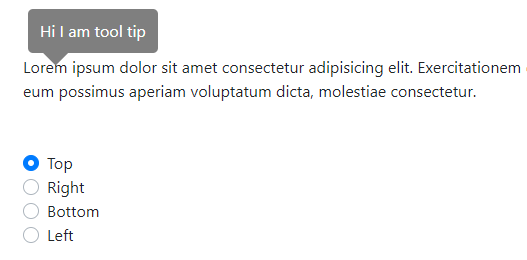 Hi I am tool tip
Lorem ipsum dolor sit amet consectetur adipisicing elit. Exercitationem
eum possimus aperiam voluptatum dicta, molestiae consectetur.
Top
Right
Bottom
Left